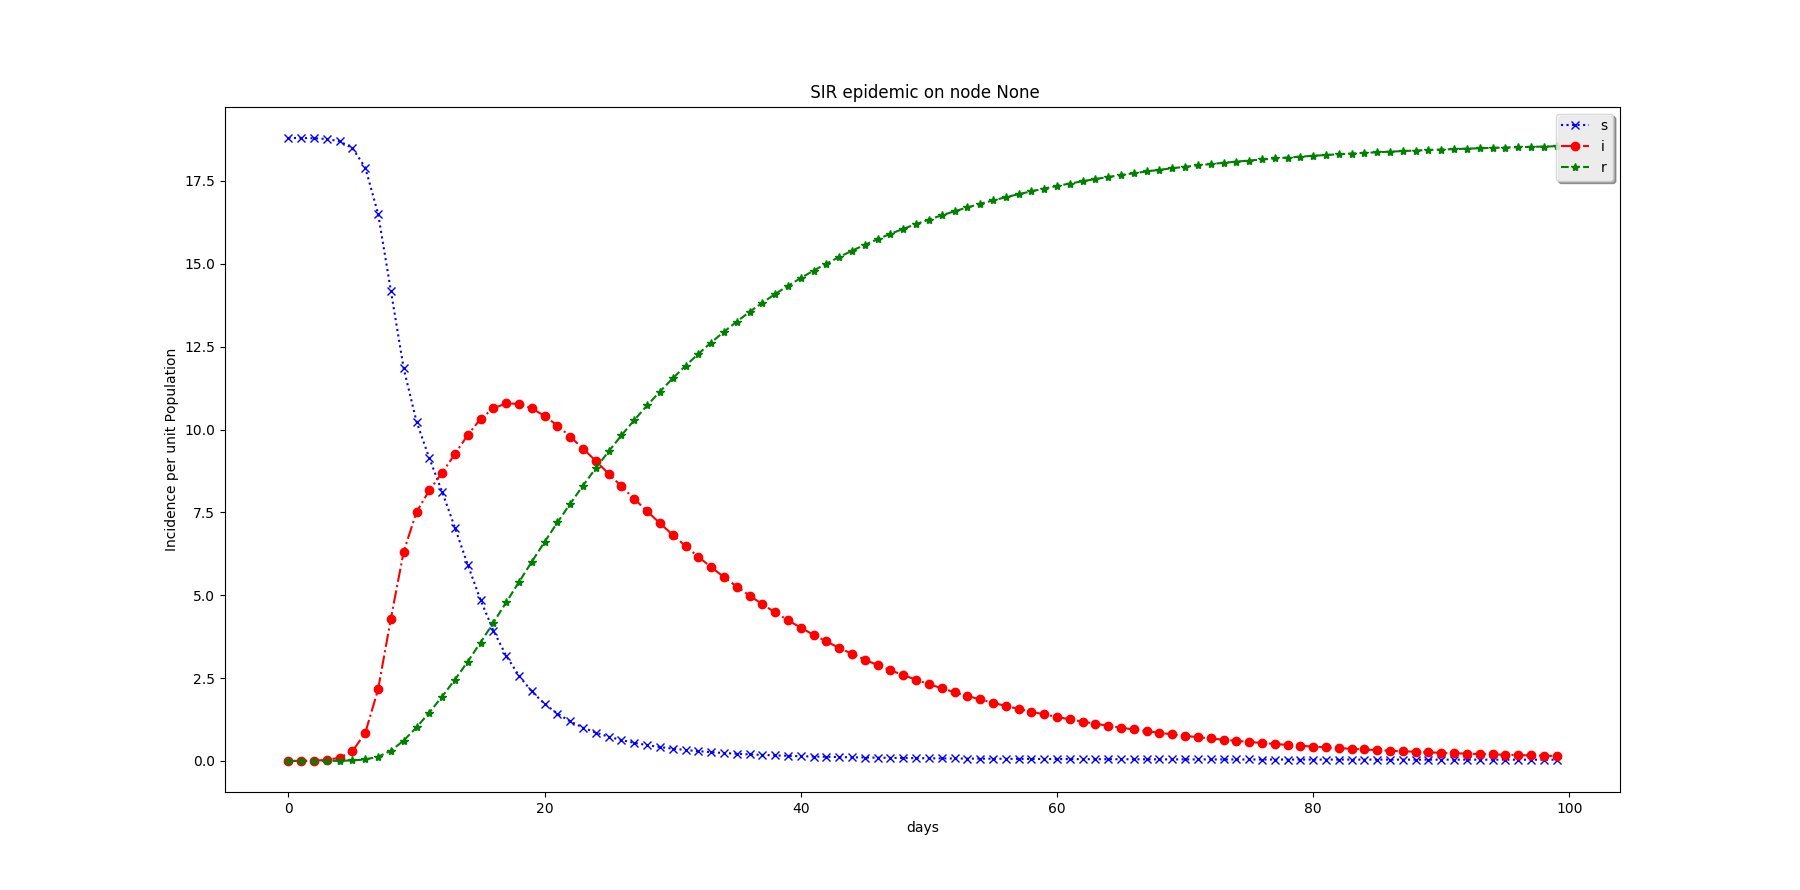 SIR epidemic on node None
s
i
r
17.5
15.0
12.5
10.0
7.5
5.0
2.5
0.0
Incidence per unit Population
0 20 40 60 80 100
days